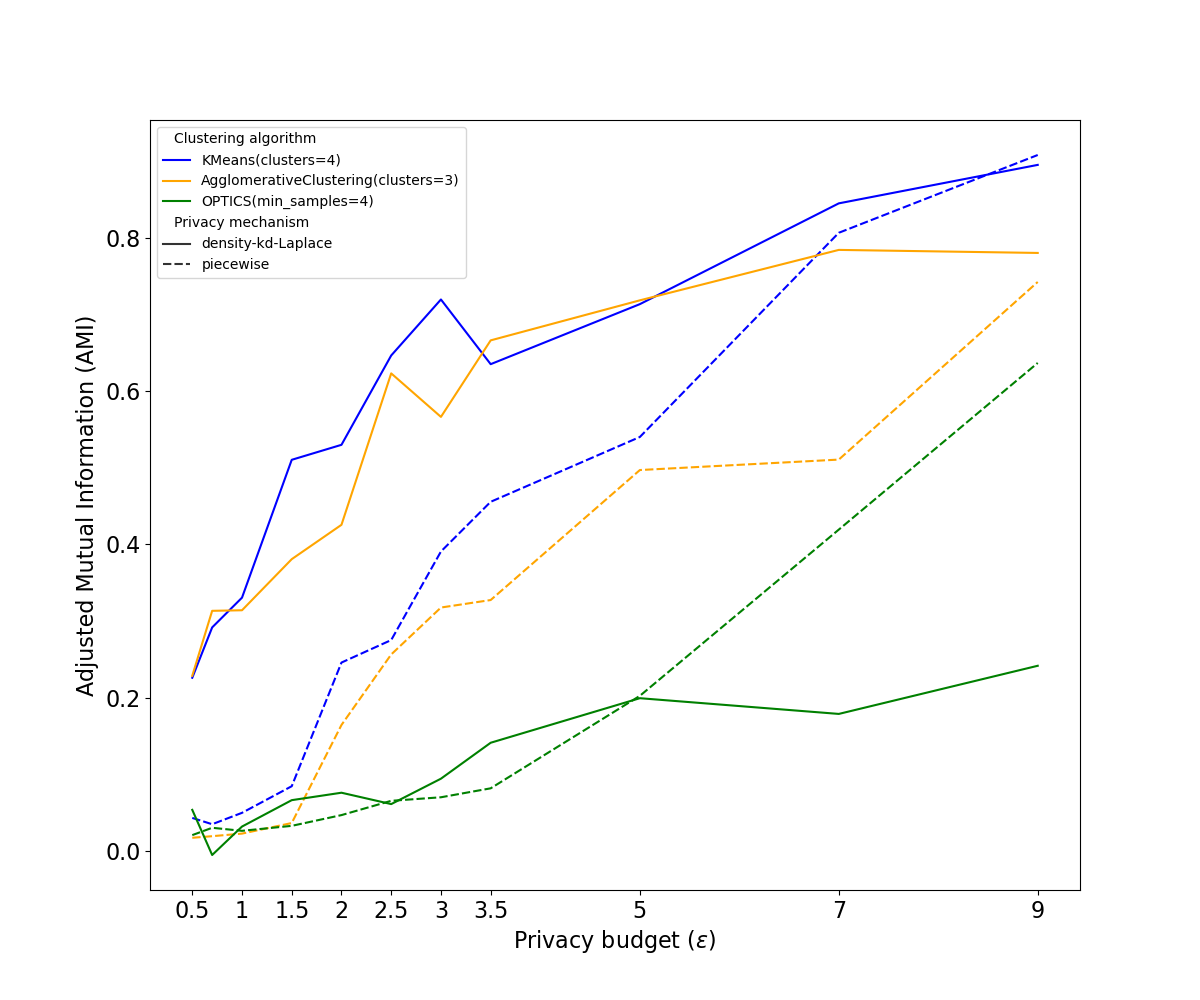 Clustering algorithm
KMeans(clusters=4)
AgglomerativeClustering(clusters=3)
OPTICS(min_samples=4)
Privacy mechanism
density-kd-Laplace
piecewise
0.8
0.6
0.4
0.2
0.0
Adjusted Mutual Information (AMI)
0.5 1 1.5 2 2.5 3 3.5 5 7 9
Privacy budget (ε)